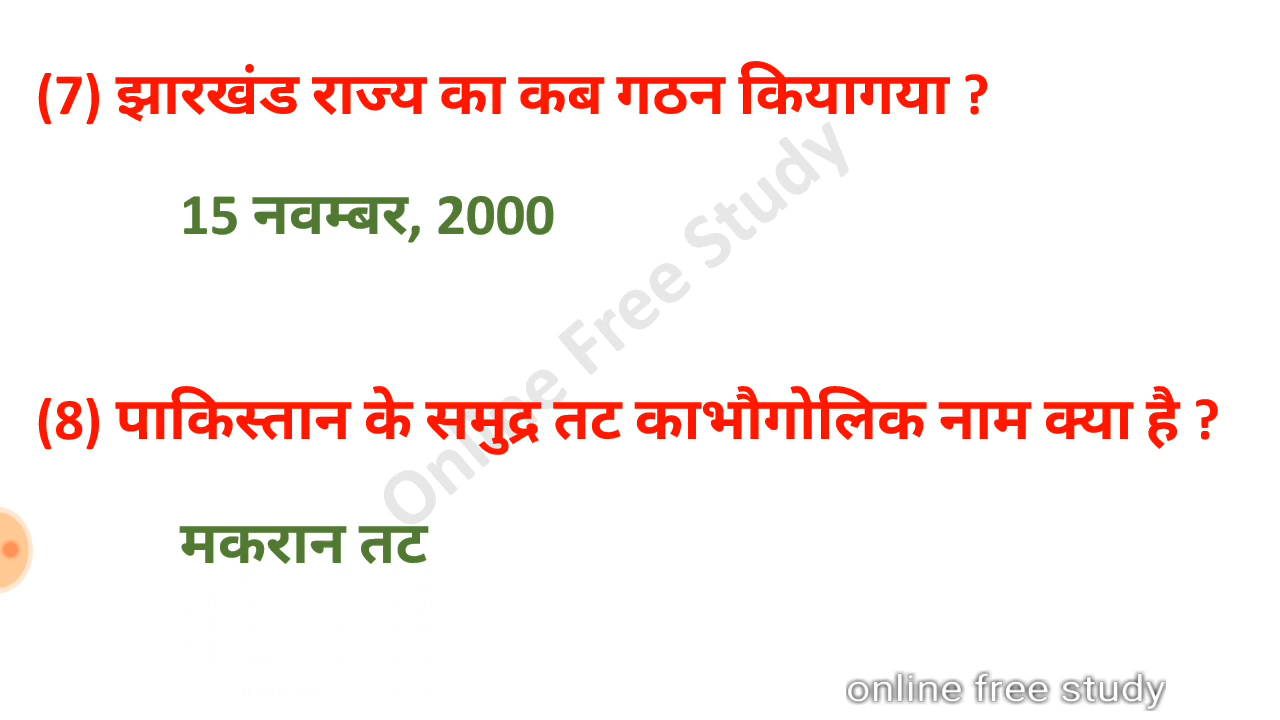 (7) झारखंड राज्य का कब गठन कियागया ?
15 नवम्बर, 2000
Online Free Study
(8) पाकिस्तान के समुद्र तट काभौगोलिक नाम क्या है ?
मकरान तट
online free study